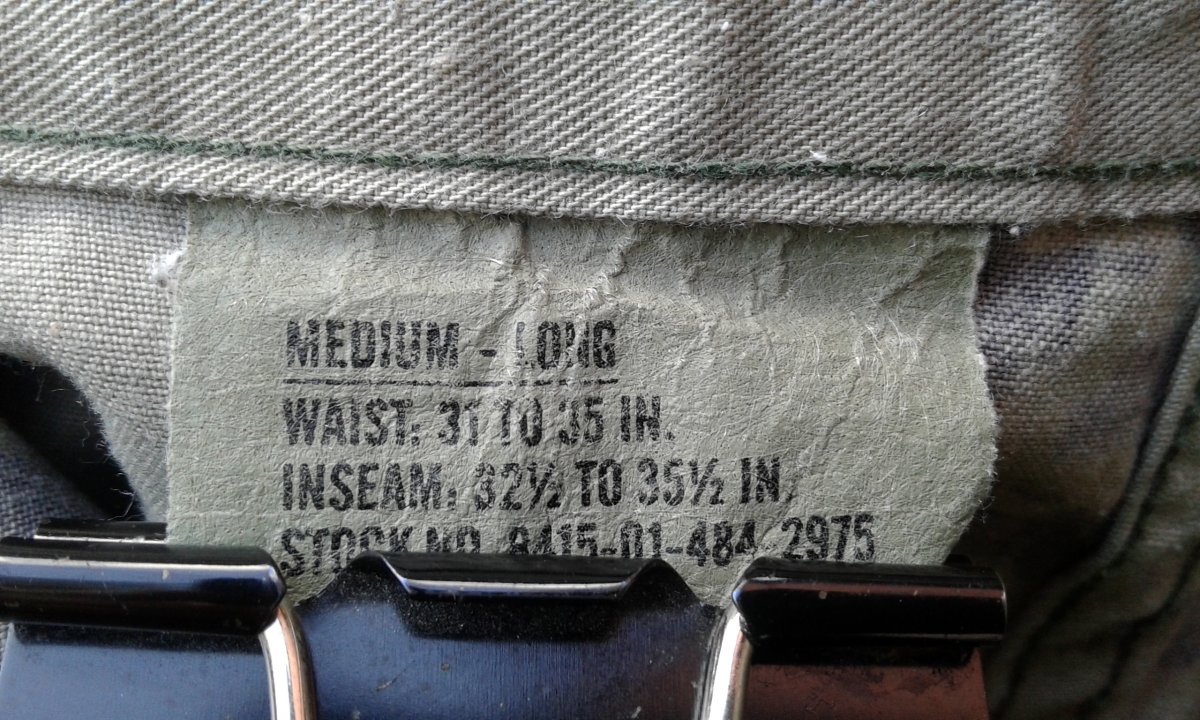 MEDIUM - LONG
WAIST: 31 TO 35 IN.
INSEAM: 32½ TO 35½ IN.
STOCK NO. 8415-01-484-2975